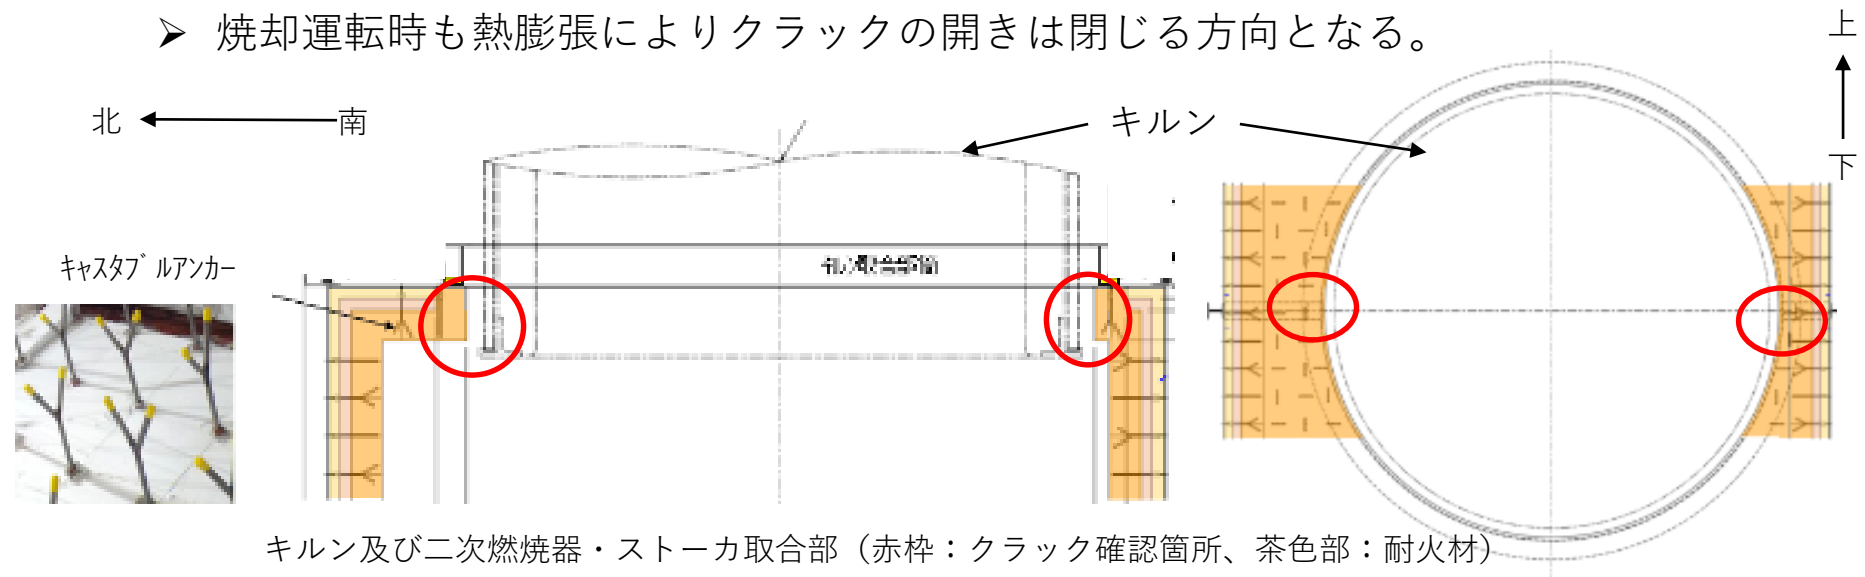 ➢ 焼却運転時も熱膨張によりクラックの開きは閉じる方向となる。
上
下
北
南
キルン
ｷｬｽﾀﾌﾞﾙｱﾝｶｰ
キルン及び二次燃焼器・ストーカ取合部（赤枠：クラック確認箇所、茶色部：耐火材）